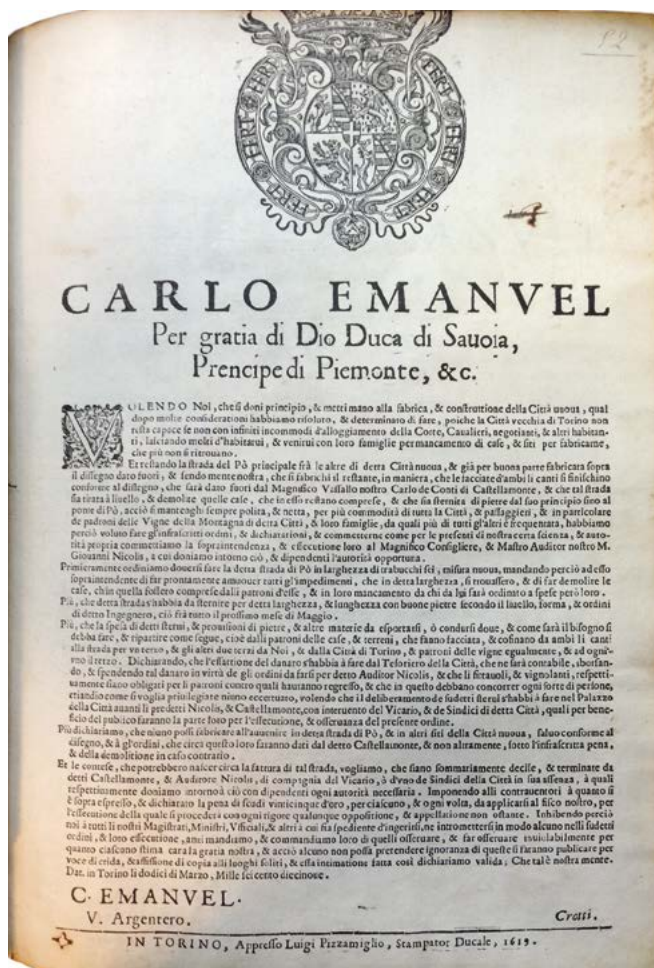 52
FERT FERT FERT FERT FERT FERT
CARLO EMANVEL
Per gratia di Dio Duca di Sauoia,
Prencipe di Piemonte, &c.
VOLENDO Noi, che si doni principio, & metti mano alla fabrica, & construttione della Città nuoua, qual
dopo molte considerationi habbiamo risoluto, & determinato di fare, poiche la Città vecchia di Torino non
resta capace se non con infiniti incommodi d'alloggiamento della Corte, Cavalieri, negotianti, & altri habitan-
ti, lasciando molti d'habitarui, & venirui con loro famiglie per mancamento di case, & siti per fabricarne,
che più non si ritrouano.
Et restando la strada del Pò principale frà le altre di detta Città nuoua, & già per buona parte fabricata sopra
il dissegno dato fuori, & sendo mente nostra, che si fabrichi il restante, in maniera, che le facciate d'ambi li canti si finischino
conforme al dissegno, che sarà dato fuori dal Magnifico Vassallo nostro Carlo de Conti di Castellamonte, & che tal strada
sia tirata à liuello, & demolite quelle case, che in esso restano comprese, & che sia sternita di pietre dal suo principio sino al
ponte di Pò, acciò si mantenghi sempre polita, & netta, per più commodità di tutta la Città, & passaggieri, & in particolare
de padroni delle Vigne della Montagna di detta Città, & loro famiglie, da quali più di tutti gl'altri è frequentata, habbiamo
perciò voluto fare gl'infrascritti ordini, & dichiarationi, & commetterne come per le presenti di nostra certa scienza, & auto-
rità propria commettiamo la sopraintendenza, & essecutione loro al Magnifico Consigliere, & Mastro Auditor nostro M.
Giouanni Nicolis, a cui doniamo intorno ciò, & dipendenti l'autorità opportuna.
Primieramente ordiniamo douersi fare la detta strada di Pò in larghezza di trabucchi sei, misura nuoua, mandando perciò ad esso
sopraintendente di far prontamente amuouer tutti gl'impedimenti, che in detta larghezza, si trouassero, & di far demolire le
case, ch'in quella fossero comprese dalli patroni d'esse, & in loro mancamento da chi da lui sarà ordinato a spese però loro.
Più, che detta strada s'habbia da sternire per detta larghezza, & lunghezza con buone pietre secondo il liuello, forma, & ordini
di detto Ingegnero, ciò frà tutto il prossimo mese di Maggio.
Più, che la spesa di detti sterni, & prouisioni di pietre, & altre materie da esportarsi, ò condursi doue, & come sarà il bisogno si
debba fare, & ripartire come segue, cioè dalli patroni delle case, & terreni, che fanno facciata, & cofinano da ambi li canti
alla strada per vn terzo, & gli altri due terzi da Noi, & dalla Città di Torino, & patroni delle vigne egualmente, & ad ogni'-
vno il terzo. Dichiarando, che l'essattione del danaro s'habbia à fare dal Tesoriero della Città, che ne sarà contabile, sborsan-
do, & spendendo tal danaro in virtù de gli ordini da farsi per detto Auditor Nicolis, & che li fittauoli, & vignolanti, respetti-
uamente siano obligati per li patroni contro quali hauranno regresso, & che in questo debbano concorrer ogni sorte di persone,
etiandio come si voglia priuilegiate niuno eccettuato, volendo che il deliberamento de sudetti sterni s'habbi à fare nel Palazzo
della Città auanti li predetti Nicolis, & Castellamonte, con interuento del Vicario, & de Sindici di detta Città, quali per bene-
ficio del publico faranno la parte loro per l'essecutione, & osseruanza del presente ordine.
Più dichiariamo, che niuno possi fabricare all'auuenire in detta strada di Pò, & in altri siti della Città nuoua, saluo conforme al
disegno, & à gl'ordini, che circa questo loro saranno dati dal detto Castellamonte, & non altramente, sotto l'infrascritta pena,
& della demolitione in caso contrario.
Et le contese, che potrebbero nascer circa la fattura di tal strada, vogliamo, che siano sommariamente decise, & terminate da
detti Castellamonte, & Auditore Nicolis, di compagnia del Vicario, ò d'vno de Sindici della Città in sua assenza, à quali
respettiuamente doniamo intorno à ciò con dipendenti ogni autorità necessaria. Imponendo alli contrauentori à quanto si
è sopra espresso, & dichiarato la pena di scudi vinticinque d'oro, per ciascuno, & ogni volta, da applicarsi al fisco nostro, per
l'essecutione della quale si procederà con ogni rigore qualunque oppositione, & appellatione non ostante. Inhibendo perciò
noi à tutti li nostri Magistrati, Ministri, Vfficiali, & altri à cui sia spediente d'ingerirsi, ne intromettersi in modo alcuno nelli sudetti
ordini, & loro essecutione, anzi mandiamo, & commandiamo loro di quelli osseruare, & far osseruare inuiolabilmente per
quanto ciascuno stima cara la gratia nostra, & acciò alcuno non possa pretendere ignoranza di queste si faranno publicare per
voce di crida, & affissione di copia alli luoghi soliti, & essa intimatione fatta così dichiariamo valida; Che tal è nostra mente.
Dat. in Torino li dodici di Marzo, Mille sei cento diecinoue.
C. EMANVEL.
V. Argentero.
Crotti.
IN TORINO, Appresso Luigi Pizzamiglio, Stampator Ducale, 1619.